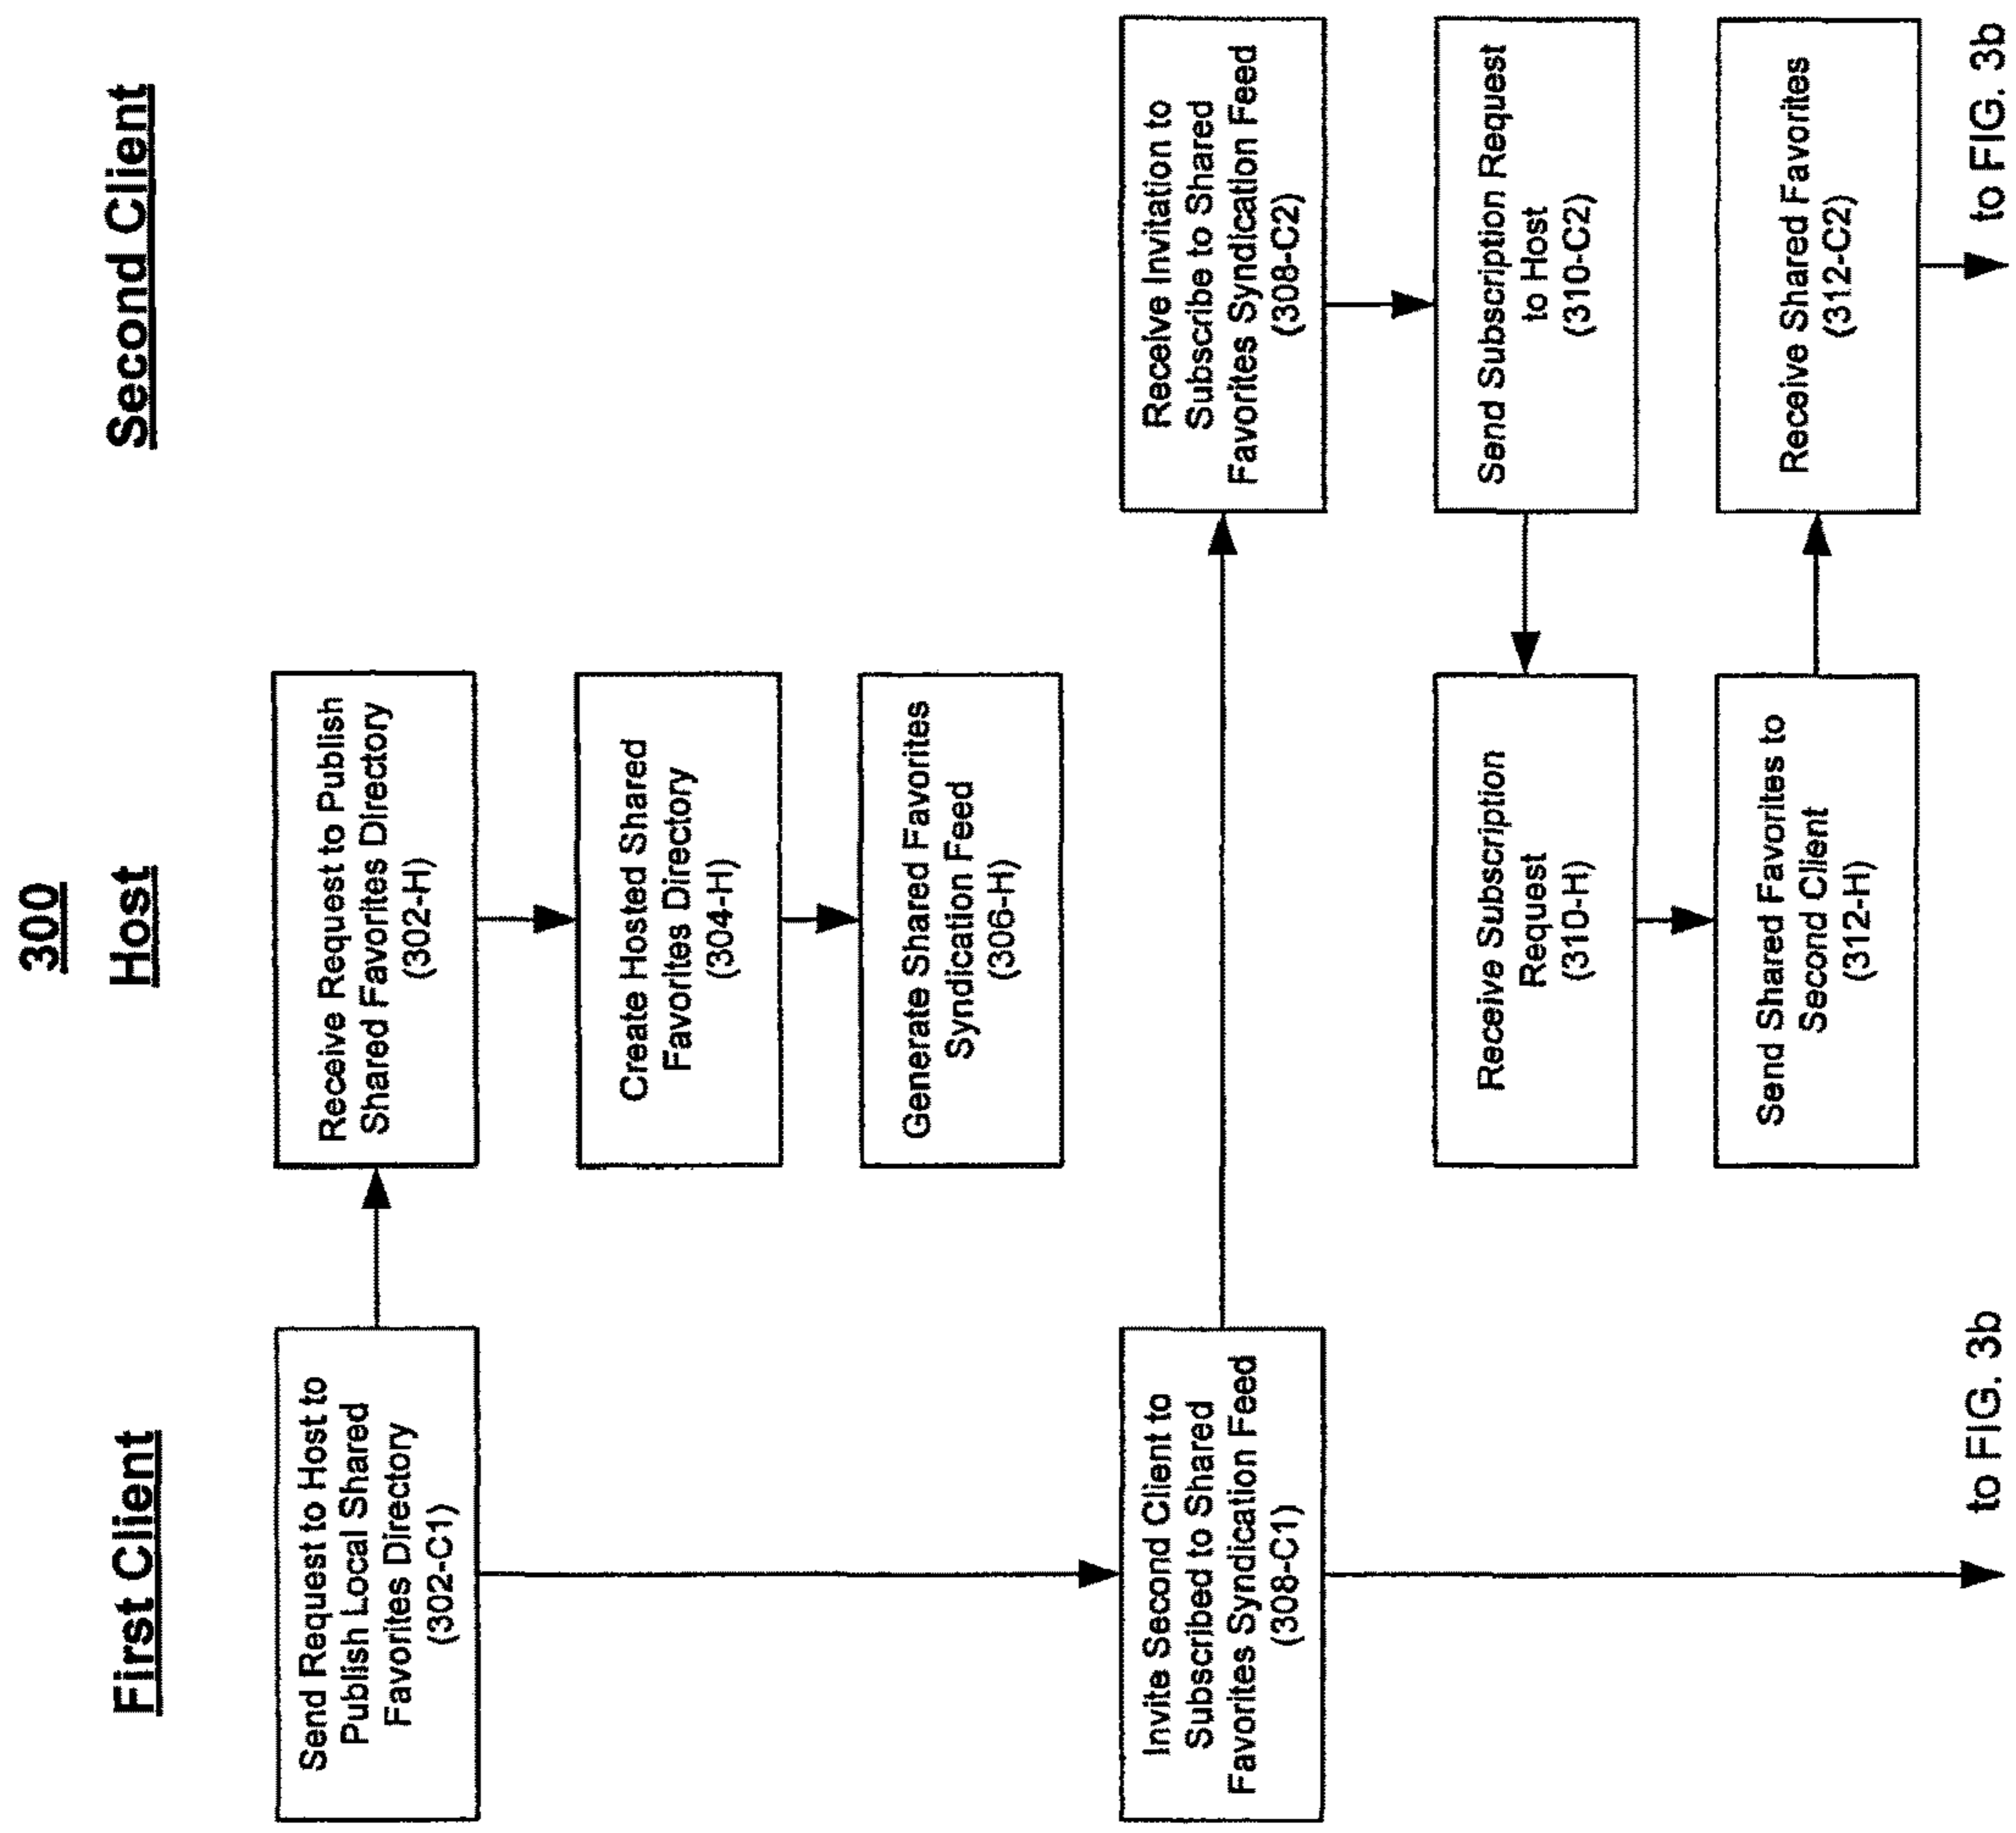 300
First Client
Host
Second Client
Send Request to Host to
Publish Local Shared
Favorites Directory
(302-C1)
Receive Request to Publish
Shared Favorites Directory
(302-H)
Create Hosted Shared
Favorites Directory
(304-H)
Generate Shared Favorites
Syndication Feed
(306-H)
Invite Second Client to
Subscribed to Shared
Favorites Syndication Feed
(308-C1)
Receive Invitation to
Subscribe to Shared
Favorites Syndication Feed
(308-C2)
Send Subscription Request
to Host
(310-C2)
Receive Subscription
Request
(310-H)
Send Shared Favorites to
Second Client
(312-H)
Receive Shared Favorites
(312-C2)
to FIG. 3b
to FIG. 3b